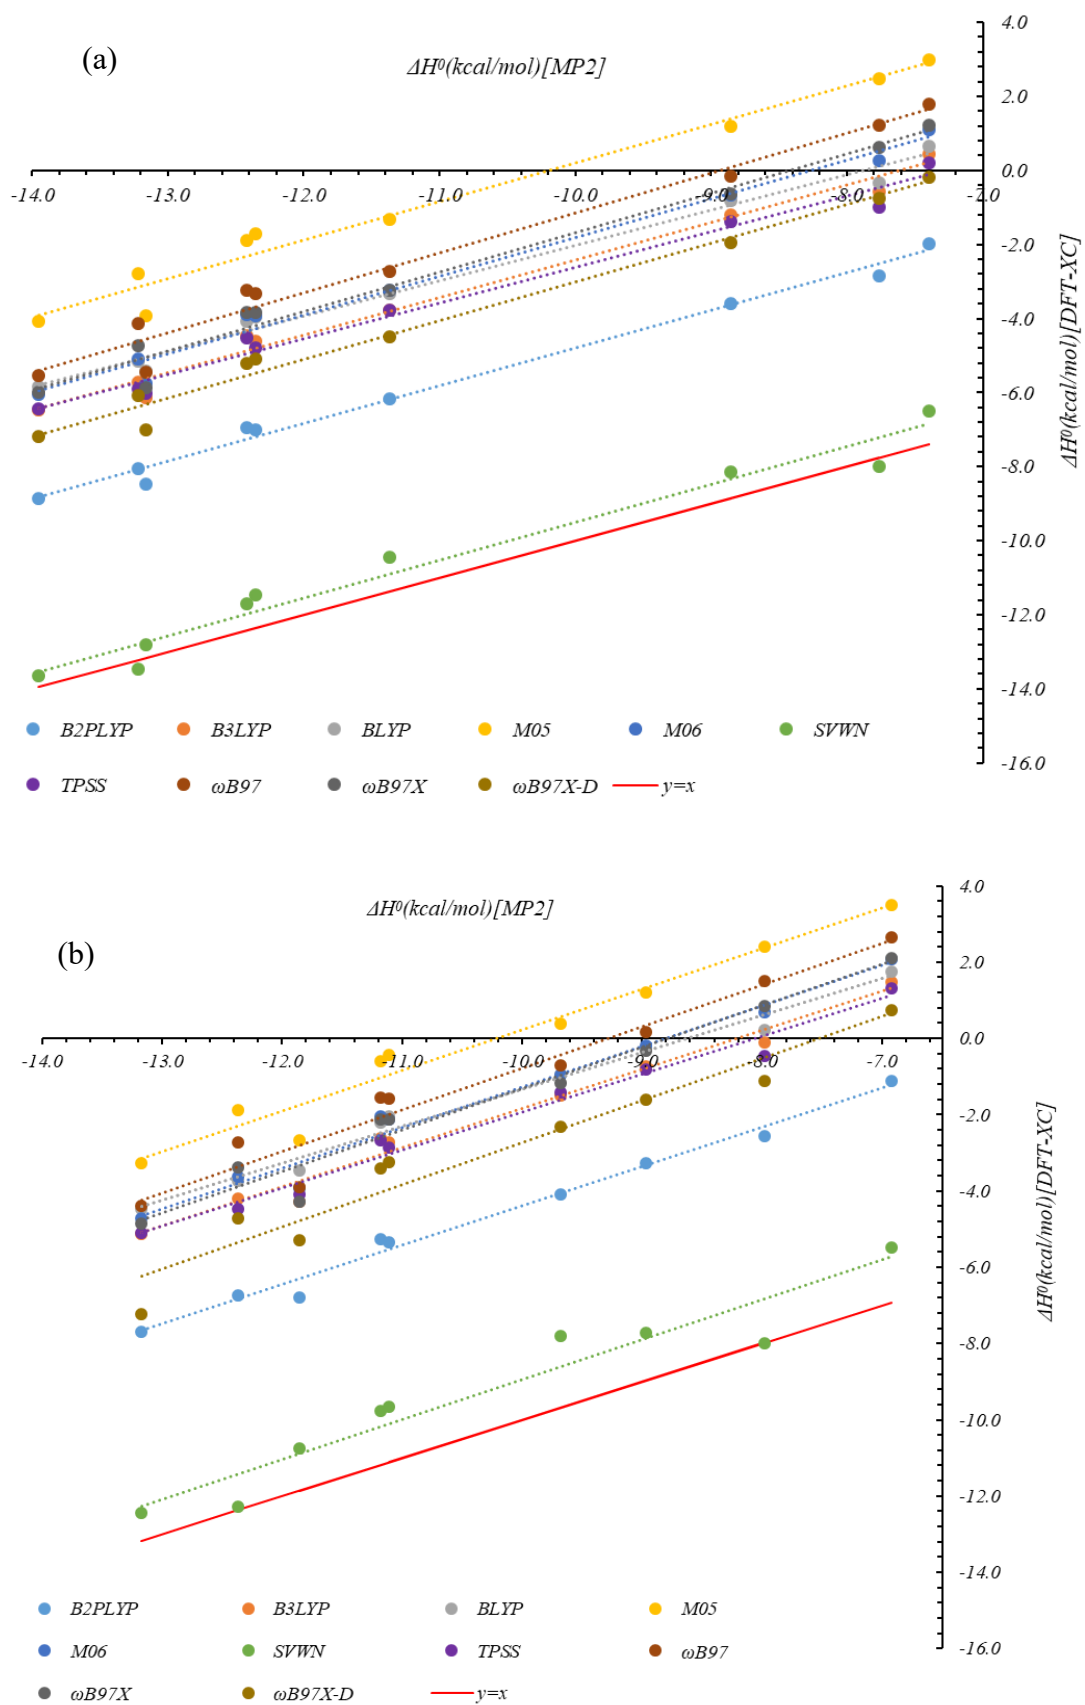 (a)
ΔH⁰(kcal/mol)[MP2]
4.0
2.0
0.0
-14.0 -13.0 -12.0 -11.0 -10.0 -9.0 -8.0 -7.0
-2.0
-4.0
-6.0
-8.0
-10.0
-12.0
-14.0
-16.0
ΔH⁰(kcal/mol)[DFT-XC]
B2PLYP B3LYP BLYP M05 M06 SVWN
TPSS ωB97 ωB97X ωB97X-D y=x
ΔH⁰(kcal/mol)[MP2]
(b)
4.0
2.0
0.0
-14.0 -13.0 -12.0 -11.0 -10.0 -9.0 -8.0 -7.0
-2.0
-4.0
-6.0
-8.0
-10.0
-12.0
-14.0
-16.0
ΔH⁰(kcal/mol)[DFT-XC]
B2PLYP B3LYP BLYP M05
M06 SVWN TPSS ωB97
ωB97X ωB97X-D y=x